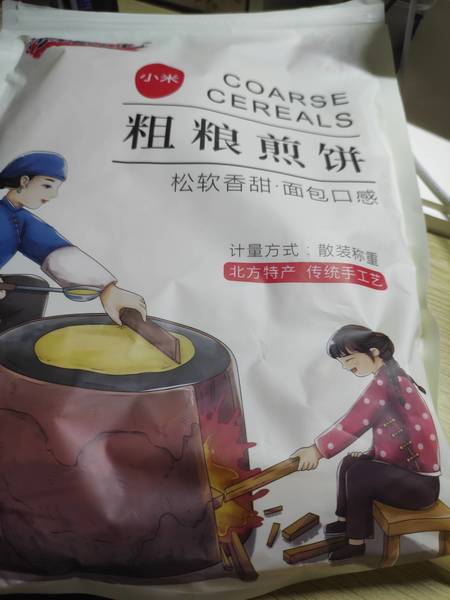 小米
COARSE
CEREALS
粗粮煎饼
松软香甜·面包口感
计量方式：散装称重
北方特产 传统手工艺